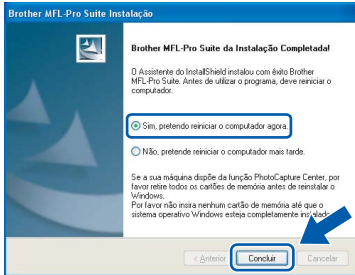 Brother MFL-Pro Suite Instalação
Brother MFL-Pro Suite da Instalação Completada!
O Assistente do InstallShield instalou com êxito Brother
MFL-Pro Suite. Antes de utilizar o programa, deve reiniciar o
computador.
Sim, pretendo reiniciar o computador agora.
Não, pretende reiniciar o computador mais tarde.
Se a sua máquina dispõe da função PhotoCapture Center, por
favor retire todos os cartões de memória antes de reinstalar o
Windows.
Por favor não insira nenhum cartão de memória até que o
sistema operativo Windows esteja completamente instalado.
< Anterior
Concluir
Cancelar